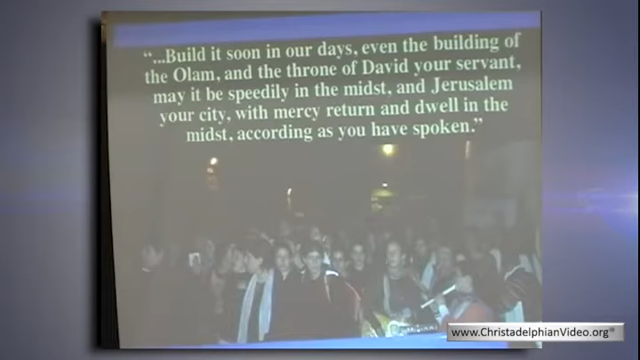 “...Build it soon in our days, even the building of
the Olam, and the throne of David your servant,
may it be speedily in the midst, and Jerusalem
your city, with mercy return and dwell in the
midst, according as you have spoken.”
www.ChristadelphianVideo.org®